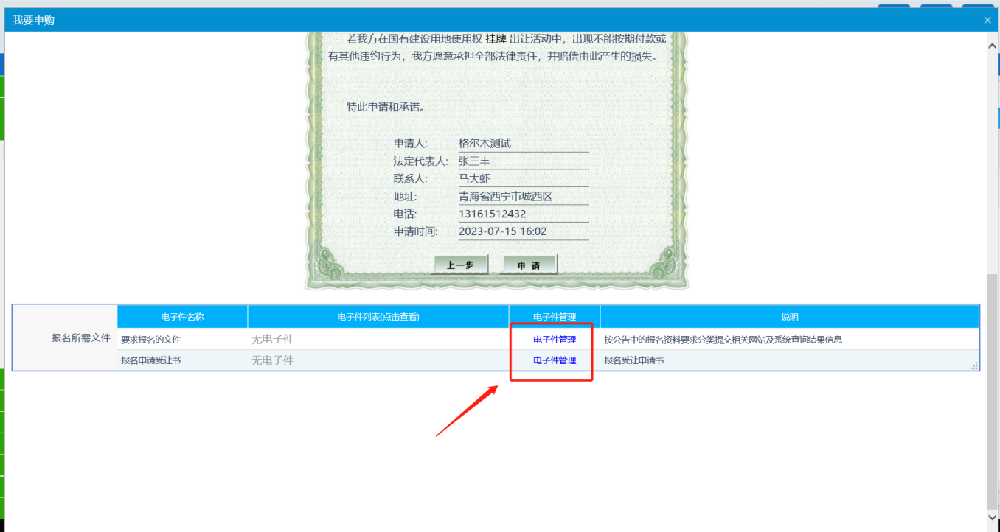 我要申购
若我方在国有建设用地使用权 挂牌 出让活动中，出现不能按期付款或
有其他违约行为，我方愿意承担全部法律责任，并赔偿由此产生的损失。
特此申请和承诺。
申请人: 格尔木测试
法定代表人: 张三丰
联系人: 马大虾
地址: 青海省西宁市城西区
电话: 13161512432
申请时间: 2023-07-15 16:02
上一步 申 请
电子件名称 电子件列表(点击查看) 电子件管理 说明
报名所需文件
要求报名的文件 无电子件 电子件管理 按公告中的报名资料要求分类提交相关网站及系统查询结果信息
报名申请受让书 无电子件 电子件管理 报名受让申请书